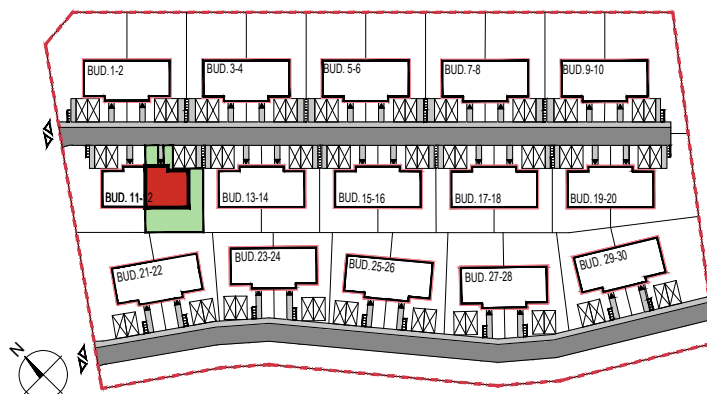 BUD.1-2
BUD.3-4
BUD.5-6
BUD.7-8
BUD.9-10
BUD. 11-12
BUD. 13-14
BUD. 15-16
BUD. 17-18
BUD. 19-20
BUD. 21-22
BUD. 23-24
BUD. 25-26
BUD. 27-28
BUD. 29-30
N